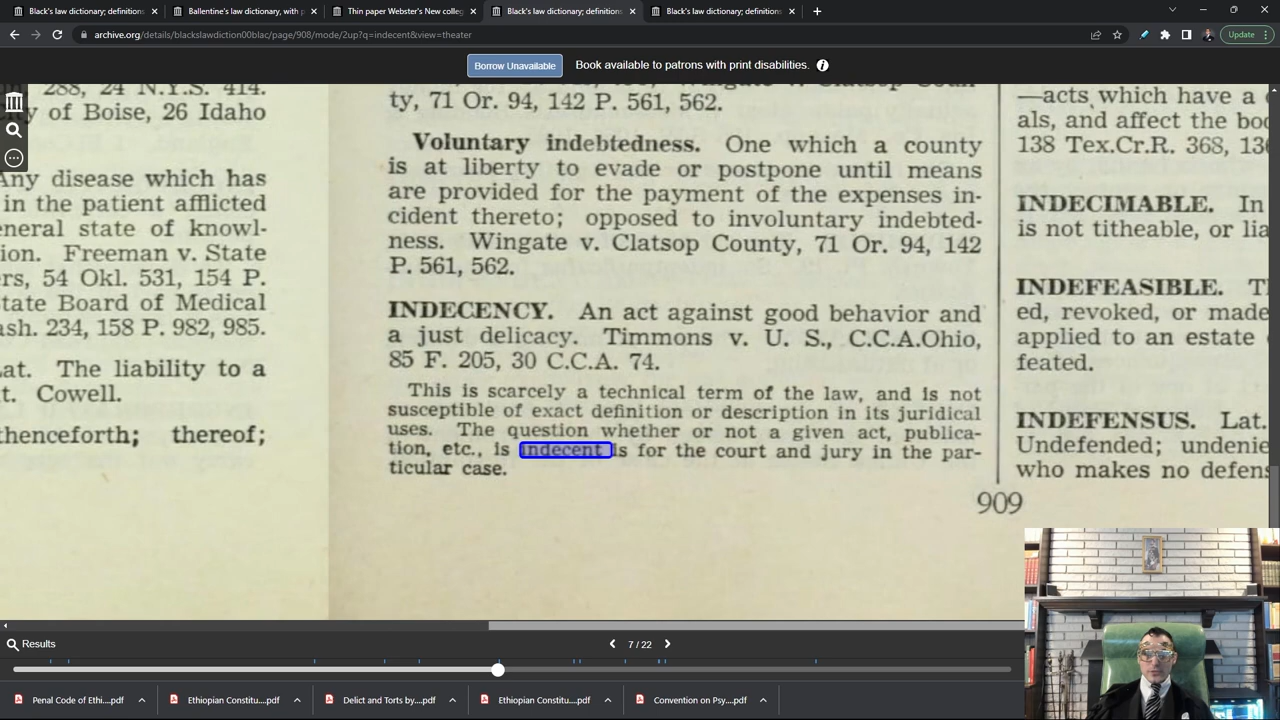 Black's law dictionary; definition
Ballentine's law dictionary, with p
Thin paper Webster's New colleg
Black's law dictionary; definition
Black's law dictionary; definition
archive.org/details/blackslawdiction00blac/page/908/mode/2up?q=indecent&view=theater
Update
Borrow Unavailable
Book available to patrons with print disabilities.
288, 24 N.Y.S. 414.
y of Boise, 26 Idaho
Any disease which has
in the patient afflicted
eneral state of knowl-
ion. Freeman v. State
rs, 54 Okl. 531, 154 P.
tate Board of Medical
ash. 234, 158 P. 982, 985.
at. The liability to a
t. Cowell.
thenceforth; thereof;
ty, 71 Or. 94, 142 P. 561, 562.
Voluntary indebtedness. One which a county
is at liberty to evade or postpone until means
are provided for the payment of the expenses in-
cident thereto; opposed to involuntary indebted-
ness. Wingate v. Clatsop County, 71 Or. 94, 142
P. 561, 562.
INDECENCY. An act against good behavior and
a just delicacy. Timmons v. U. S., C.C.A.Ohio,
85 F. 205, 30 C.C.A. 74.
This is scarcely a technical term of the law, and is not
susceptible of exact definition or description in its juridical
uses. The question whether or not a given act, publica-
tion, etc., is indecent is for the court and jury in the par-
ticular case.
909
—acts which have a
als, and affect the bo
138 Tex.Cr.R. 368, 13
INDECIMABLE. In
is not titheable, or lia
INDEFEASIBLE. T
ed, revoked, or made
applied to an estate
feated.
INDEFENSUS. Lat.
Undefended; undenie
who makes no defens
Results
7 / 22
Penal Code of Ethi....pdf
Ethiopian Constitu....pdf
Delict and Torts by....pdf
Ethiopian Constitu....pdf
Convention on Psy....pdf